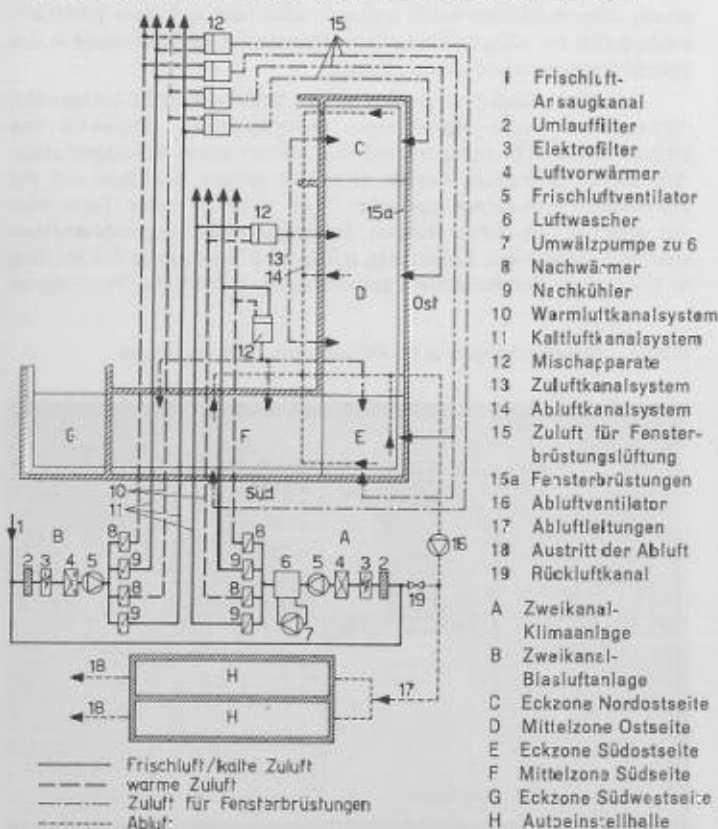 12
15
C
15a
12
13
14
D
Ost
12
G
F
E
Süd
10
11
1
B
8
9
8
9
2
3
4
5
8
9
8
9
A
6
7
5
4
3
2
19
16
18
H
18
H
17
Frischluft/kalte Zuluft
warme Zuluft
Zuluft für Fensterbrüstungen
Abluft
1 Frischluft-
Ansaugkanal
2 Umlauffilter
3 Elektrofilter
4 Luftvorwärmer
5 Frischluftventilator
6 Luftwascher
7 Umwälzpumpe zu 6
8 Nachwärmer
9 Nachkühler
10 Warmluftkanalsystem
11 Kaltluftkanalsystem
12 Mischapparate
13 Zuluftkanalsystem
14 Abluftkanalsystem
15 Zuluft für Fenster-
brüstungslüftung
15a Fensterbrüstungen
16 Abluftventilator
17 Abluftleitungen
18 Austritt der Abluft
19 Rückluftkanal
A Zweikanal-
Klimaanlage
B Zweikanal-
Blasluftanlage
C Eckzone Nordostseite
D Mittelzone Ostseite
E Eckzone Südostseite
F Mittelzone Südseite
G Eckzone Südwestseite
H Autoeinstellhalle